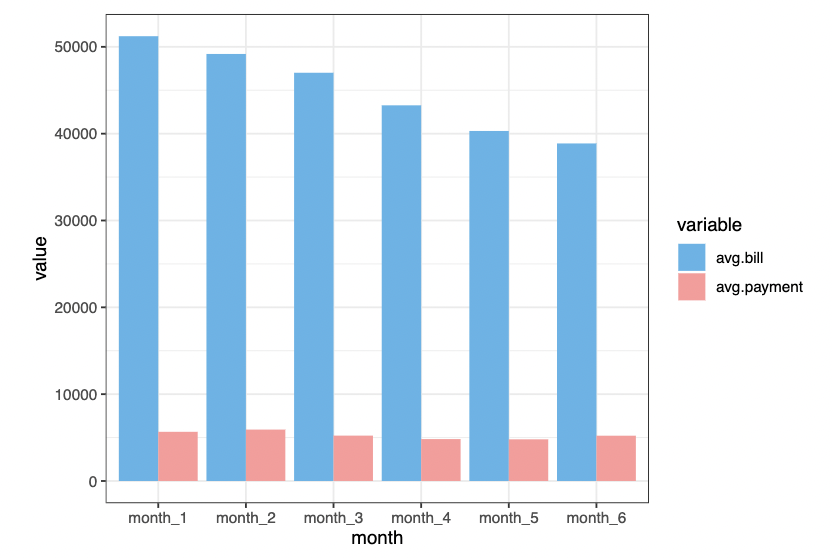 50000
40000
30000
20000
10000
0
value
month_1 month_2 month_3 month_4 month_5 month_6
month
variable
avg.bill
avg.payment